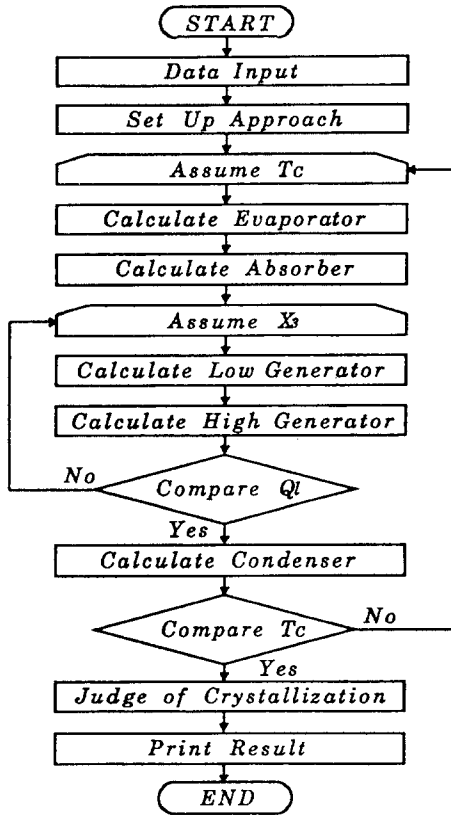 START
Data Input
Set Up Approach
Assume Tc
Calculate Evaporator
Calculate Absorber
Assume X₃
Calculate Low Generator
Calculate High Generator
No
Compare Ql
Yes
Calculate Condenser
Compare Tc
No
Yes
Judge of Crystallization
Print Result
END